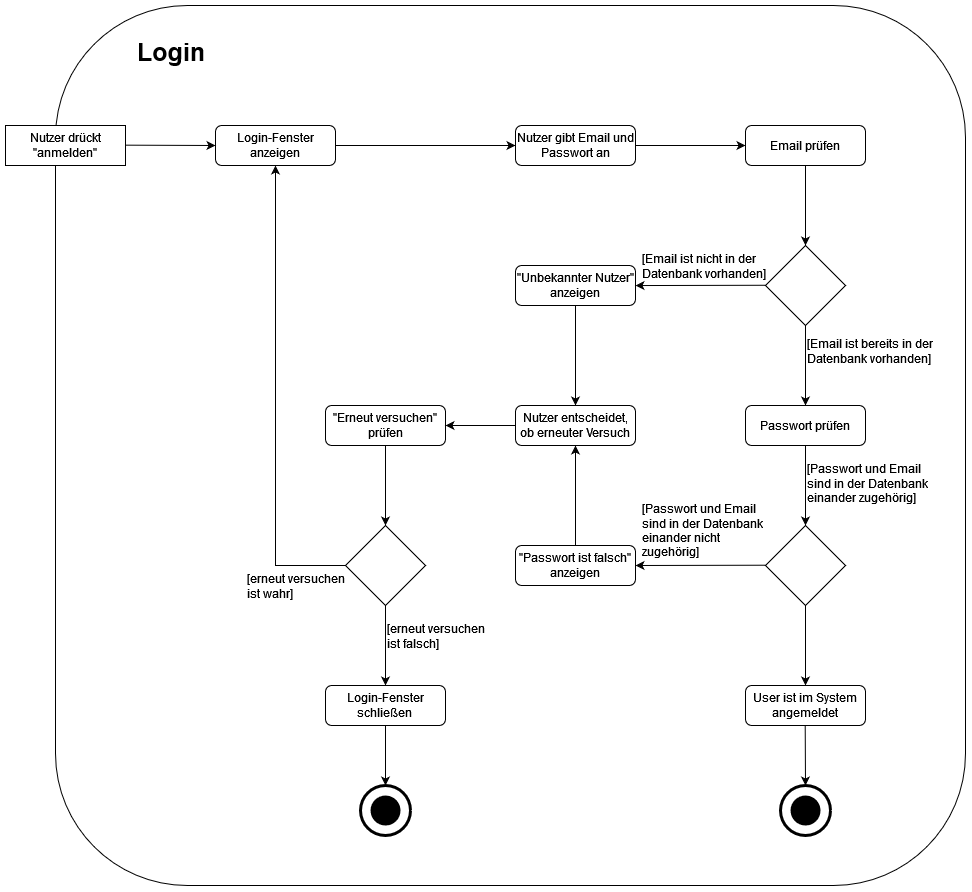 Login
Nutzer drückt
"anmelden"
Login-Fenster
anzeigen
Nutzer gibt Email und
Passwort an
Email prüfen
[Email ist nicht in der
Datenbank vorhanden]
"Unbekannter Nutzer"
anzeigen
[Email ist bereits in der
Datenbank vorhanden]
"Erneut versuchen"
prüfen
Nutzer entscheidet,
ob erneuter Versuch
Passwort prüfen
[Passwort und Email
sind in der Datenbank
einander zugehörig]
[Passwort und Email
sind in der Datenbank
einander nicht
zugehörig]
"Passwort ist falsch"
anzeigen
[erneut versuchen
ist wahr]
[erneut versuchen
ist falsch]
Login-Fenster
schließen
User ist im System
angemeldet